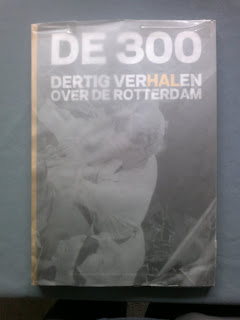 DE 300
DERTIG VERHALEN
OVER DE ROTTERDAM